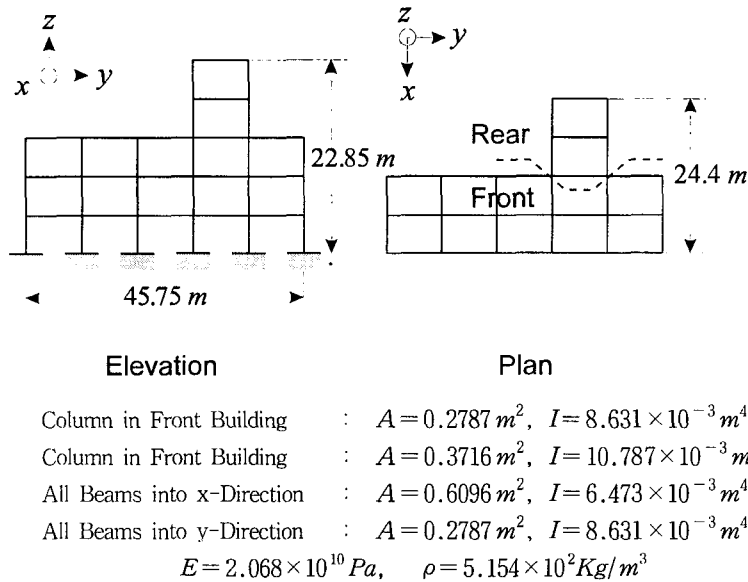 z
x y
22.85 m
45.75 m
Elevation
z
y
x
Rear
Front
24.4 m
Plan
Column in Front Building : A=0.2787 m², I=8.631×10⁻³ m⁴
Column in Front Building : A=0.3716 m², I=10.787×10⁻³ m
All Beams into x-Direction : A=0.6096 m², I=6.473×10⁻³ m⁴
All Beams into y-Direction : A=0.2787 m², I=8.631×10⁻³ m⁴
E=2.068×10¹⁰ Pa, ρ=5.154×10² Kg/m³